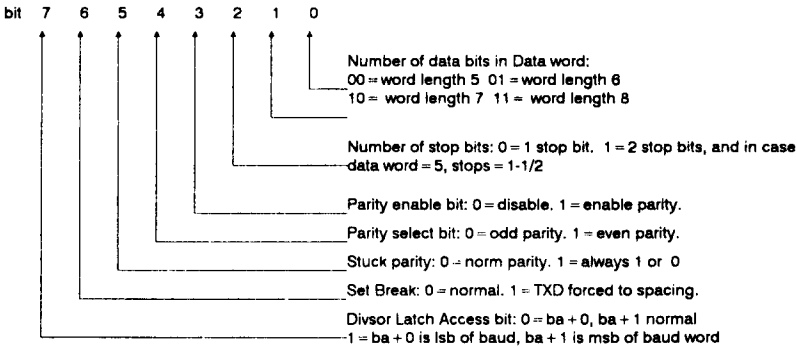 bit 7 6 5 4 3 2 1 0
Number of data bits in Data word:
00 = word length 5 01 = word length 6
10 = word length 7 11 = word length 8
Number of stop bits: 0 = 1 stop bit. 1 = 2 stop bits, and in case
data word = 5, stops = 1-1/2
Parity enable bit: 0 = disable. 1 = enable parity.
Parity select bit: 0 = odd parity. 1 = even parity.
Stuck parity: 0 = norm parity. 1 = always 1 or 0
Set Break: 0 = normal. 1 = TXD forced to spacing.
Divsor Latch Access bit: 0 = ba + 0, ba + 1 normal
1 = ba + 0 is lsb of baud, ba + 1 is msb of baud word